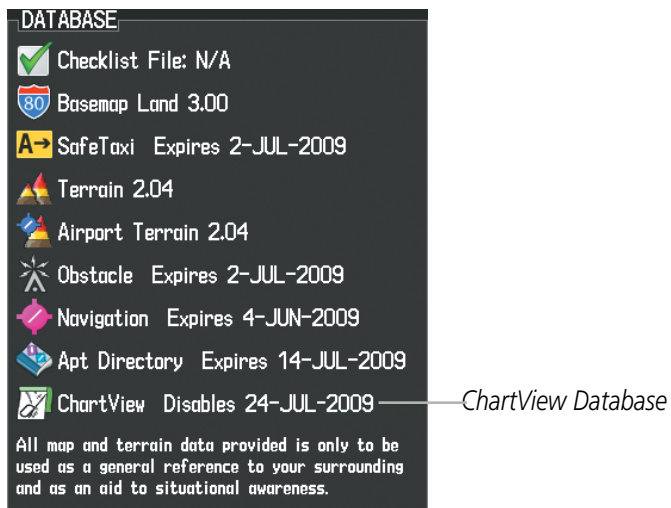 DATABASE
Checklist File: N/A
80 Basemap Land 3.00
A→ SafeTaxi Expires 2-JUL-2009
Terrain 2.04
Airport Terrain 2.04
Obstacle Expires 2-JUL-2009
Navigation Expires 4-JUN-2009
Apt Directory Expires 14-JUL-2009
ChartView Disables 24-JUL-2009
ChartView Database
All map and terrain data provided is only to be
used as a general reference to your surrounding
and as an aid to situational awareness.